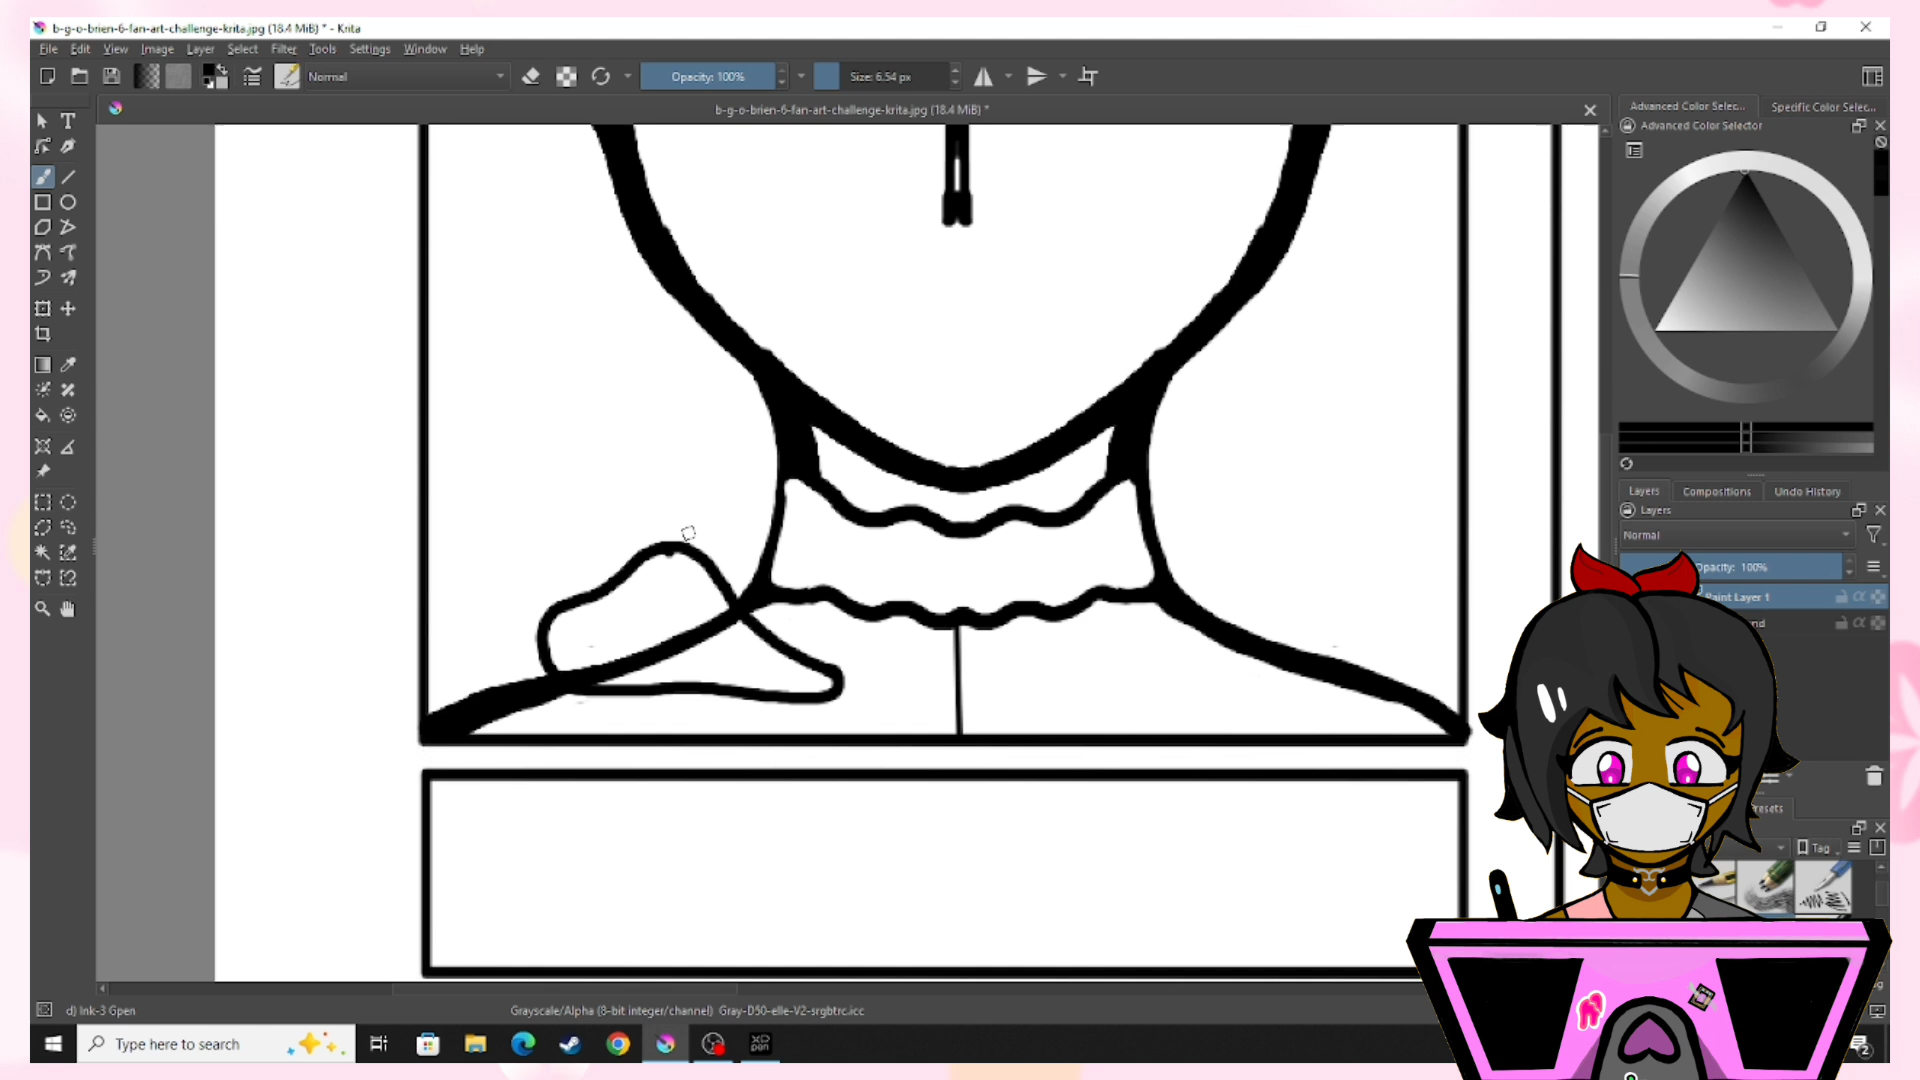 b-g-o-brien-6-fan-art-challenge-krita.jpg (18.4 MiB) * - Krita
File Edit View Image Layer Select Filter Tools Settings Window Help
Normal Opacity: 100% Size: 6.54 px
b-g-o-brien-6-fan-art-challenge-krita.jpg (18.4 MiB) *
Advanced Color Selec... Specific Color Selec...
Advanced Color Selector
Layers Compositions Undo History
Layers
Normal
Opacity: 100%
Paint Layer 1
Tag
d) Ink-3 Gpen
Grayscale/Alpha (8-bit integer/channel) Gray-D50-elle-V2-srgbtrc.icc
Type here to search
2